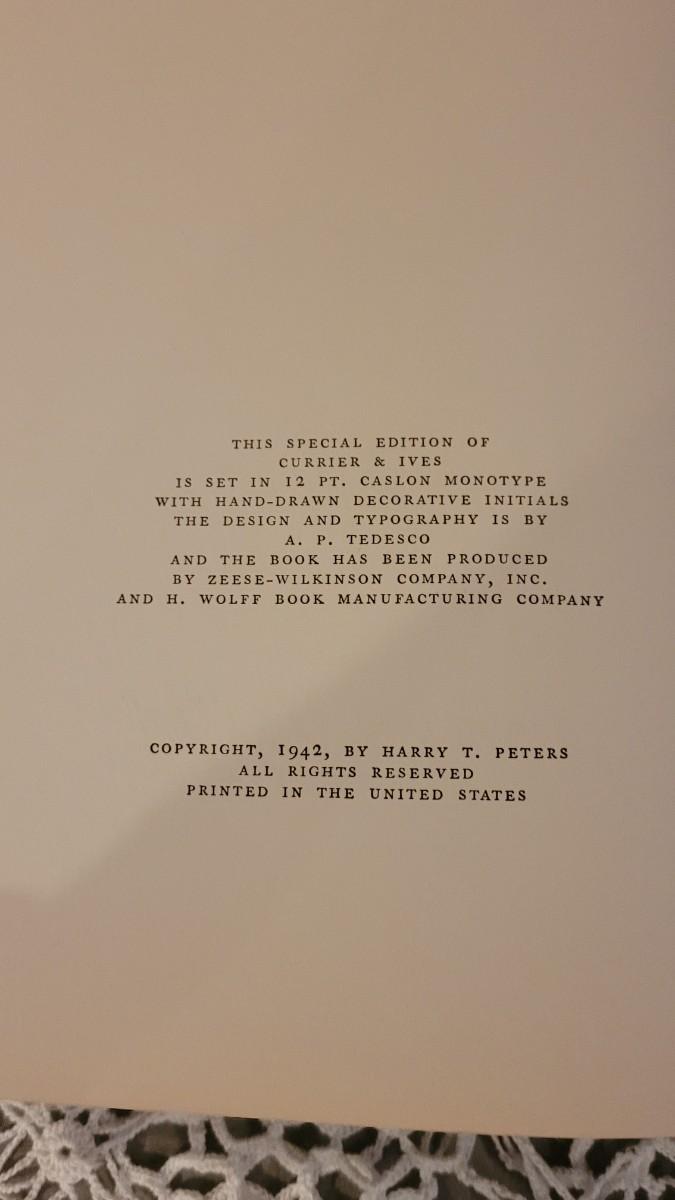 THIS SPECIAL EDITION OF
CURRIER & IVES
IS SET IN 12 PT. CASLON MONOTYPE
WITH HAND-DRAWN DECORATIVE INITIALS
THE DESIGN AND TYPOGRAPHY IS BY
A. P. TEDESCO
AND THE BOOK HAS BEEN PRODUCED
BY ZEESE-WILKINSON COMPANY, INC.
AND H. WOLFF BOOK MANUFACTURING COMPANY
COPYRIGHT, 1942, BY HARRY T. PETERS
ALL RIGHTS RESERVED
PRINTED IN THE UNITED STATES